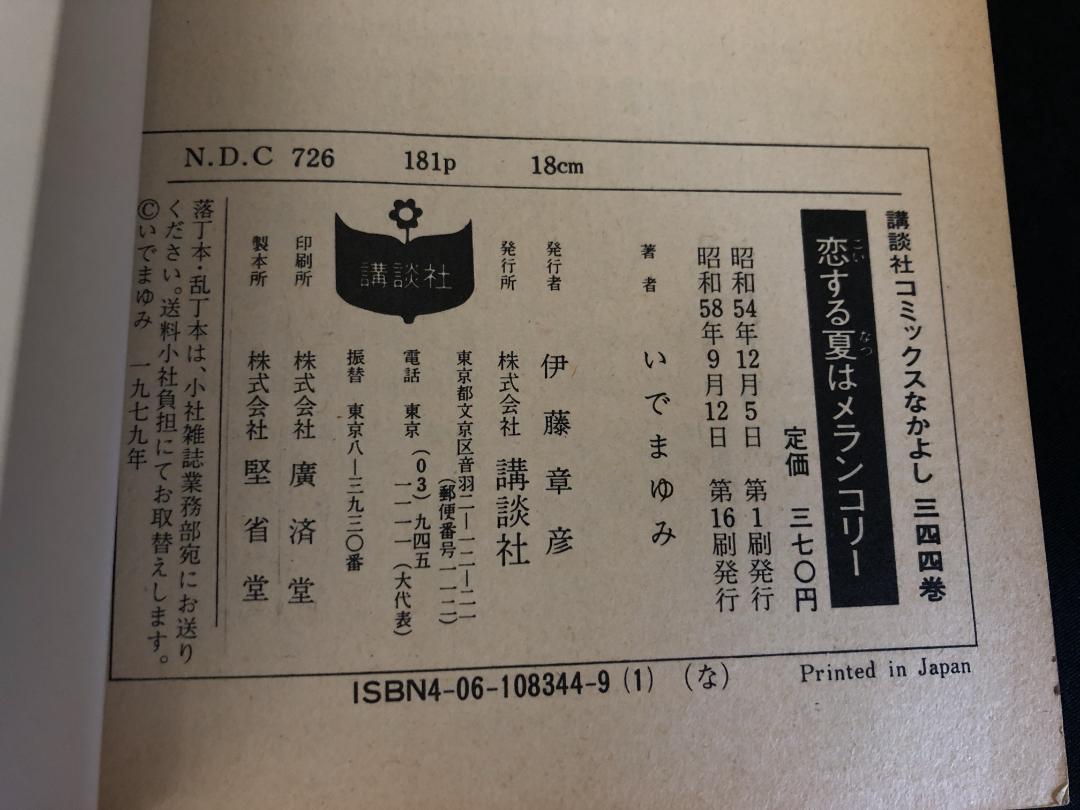 N.D.C 726 181p 18cm
講談社コミックスなかよし 三四四巻
恋する夏はメランコリー
こい
なつ
定価 三七〇円
昭和54年12月5日 第1刷発行
昭和58年9月12日 第16刷発行
著者 いでまゆみ
発行者 伊藤章彦
発行所 株式会社 講談社
東京都文京区音羽二―一二―二一
(郵便番号一一二)
電話 東京(03)九四五
一一一一(大代表)
振替 東京八―三九三〇番
講談社
印刷所 株式会社 廣済堂
製本所 株式会社 堅省堂
落丁本・乱丁本は、小社雑誌業務部宛にお送り
ください。送料小社負担にてお取替えします。
©いでまゆみ 一九七九年
ISBN4-06-108344-9 (1) (な)
Printed in Japan